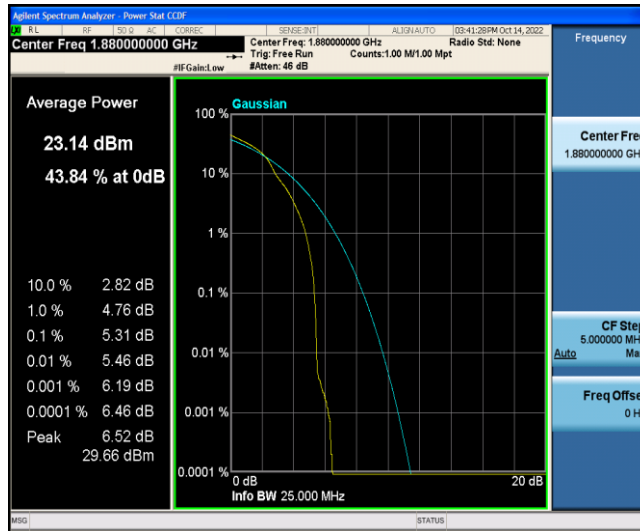 Agilent Spectrum Analyzer - Power Stat CCDF
RL RF 50 Ω AC CORREC SENSE:INT ALIGNAUTO 03:41:28PM Oct 14, 2022
Center Freq 1.880000000 GHz
Center Freq: 1.880000000 GHz Radio Std: None
Trig: Free Run Counts:1.00 M/1.00 Mpt
#IFGain:Low #Atten: 46 dB
Frequency
Average Power
23.14 dBm
43.84 % at 0dB
10.0 % 2.82 dB
1.0 % 4.76 dB
0.1 % 5.31 dB
0.01 % 5.46 dB
0.001 % 6.19 dB
0.0001 % 6.46 dB
Peak 6.52 dB
29.66 dBm
Gaussian
100 %
10 %
1 %
0.1 %
0.01 %
0.001 %
0.0001 %
0 dB 20 dB
Info BW 25.000 MHz
Center Fre
1.880000000 GH
CF Step
5.000000 MH
Auto Ma
Freq Offse
0 H
MSG STATUS